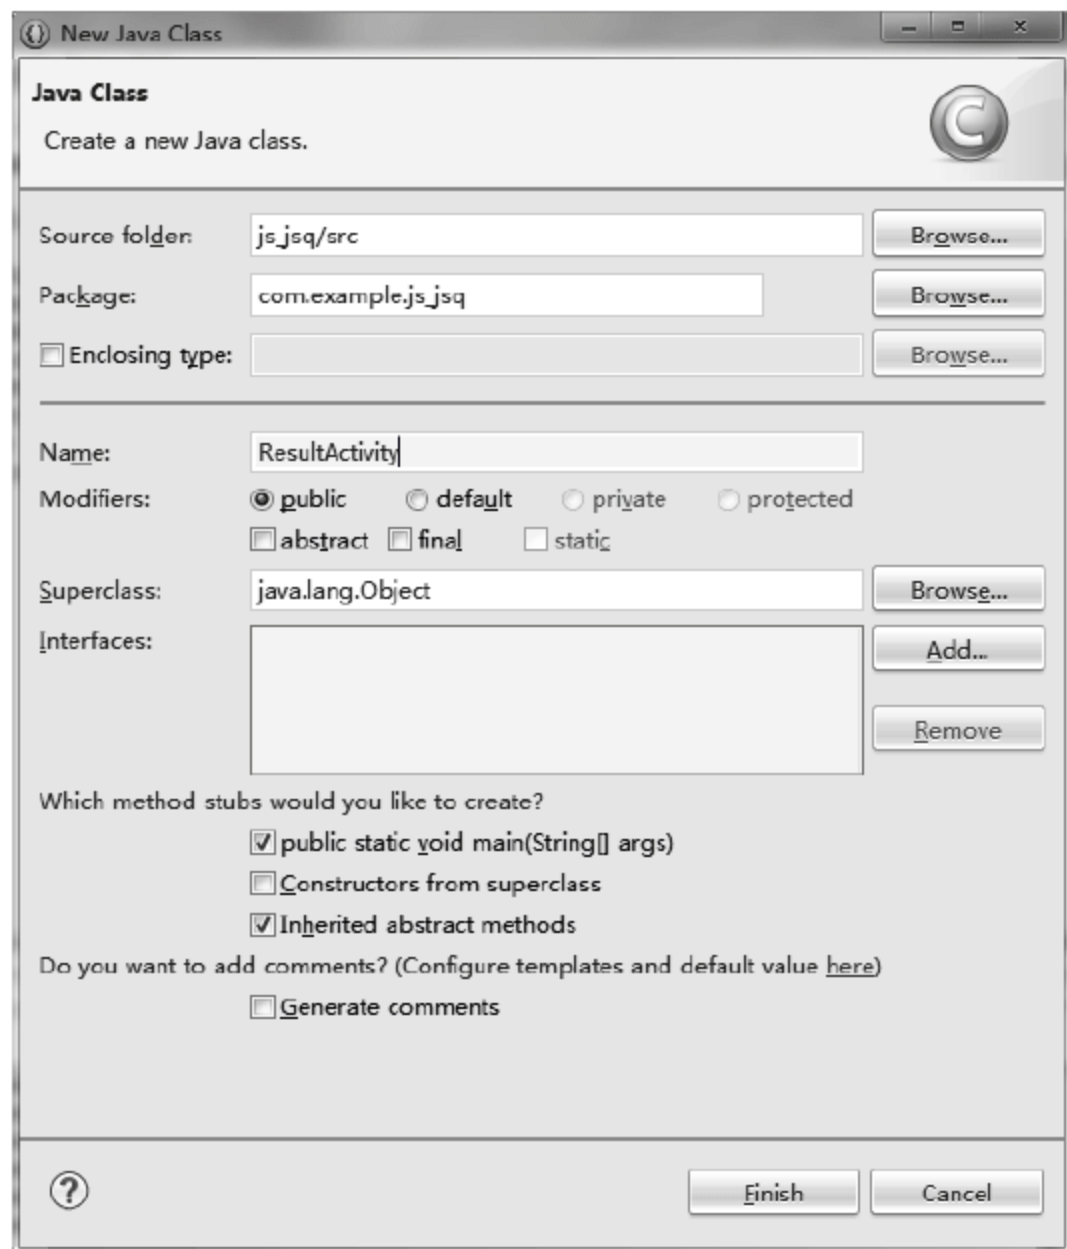 New Java Class
Java Class
Create a new Java class.
Source folder: js_jsq/src Browse...
Package: com.example.js_jsq Browse...
Enclosing type: Browse...
Name: ResultActivity
Modifiers: public default private protected
abstract final static
Superclass: java.lang.Object Browse...
Interfaces: Add...
Remove
Which method stubs would you like to create?
public static void main(String[] args)
Constructors from superclass
Inherited abstract methods
Do you want to add comments? (Configure templates and default value here)
Generate comments
? Finish Cancel